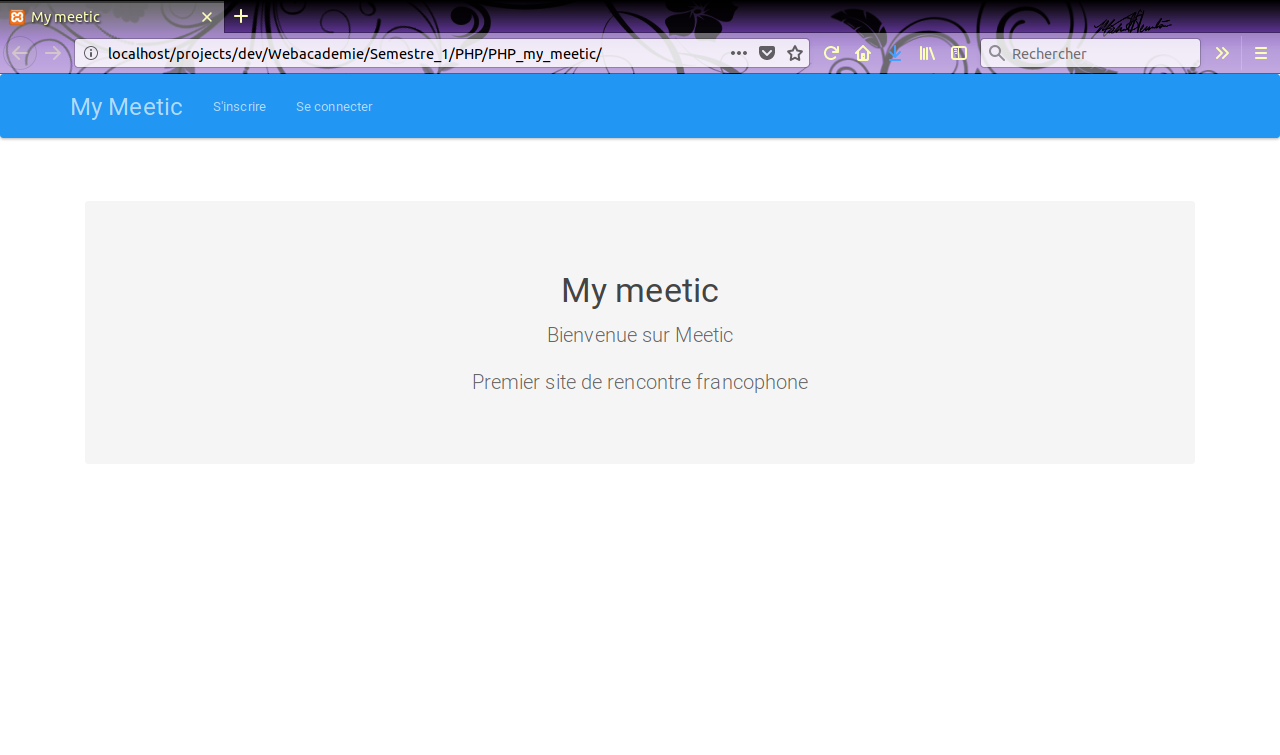 My meetic
localhost/projects/dev/Webacademie/Semestre_1/PHP/PHP_my_meetic/
Rechercher
My Meetic S'inscrire Se connecter
My meetic
Bienvenue sur Meetic
Premier site de rencontre francophone